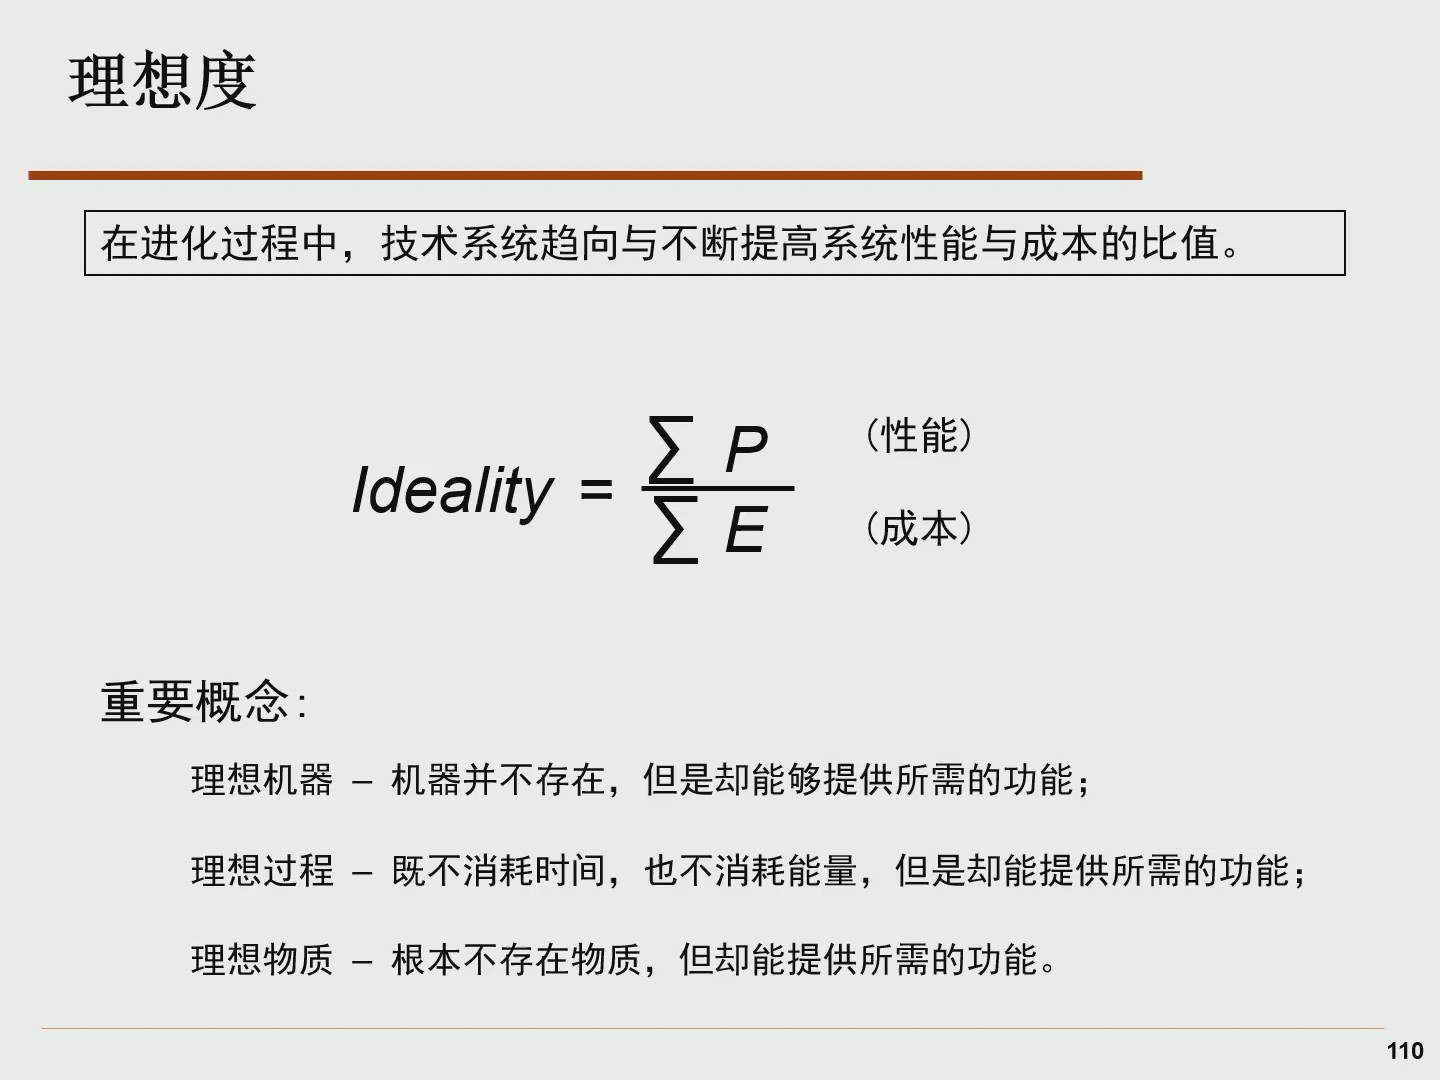 理想度
在进化过程中，技术系统趋向与不断提高系统性能与成本的比值。
Ideality = ∑ P / ∑ E
(性能)
(成本)
重要概念:
理想机器 – 机器并不存在，但是却能够提供所需的功能；
理想过程 – 既不消耗时间，也不消耗能量，但是却能提供所需的功能；
理想物质 – 根本不存在物质，但却能提供所需的功能。
110